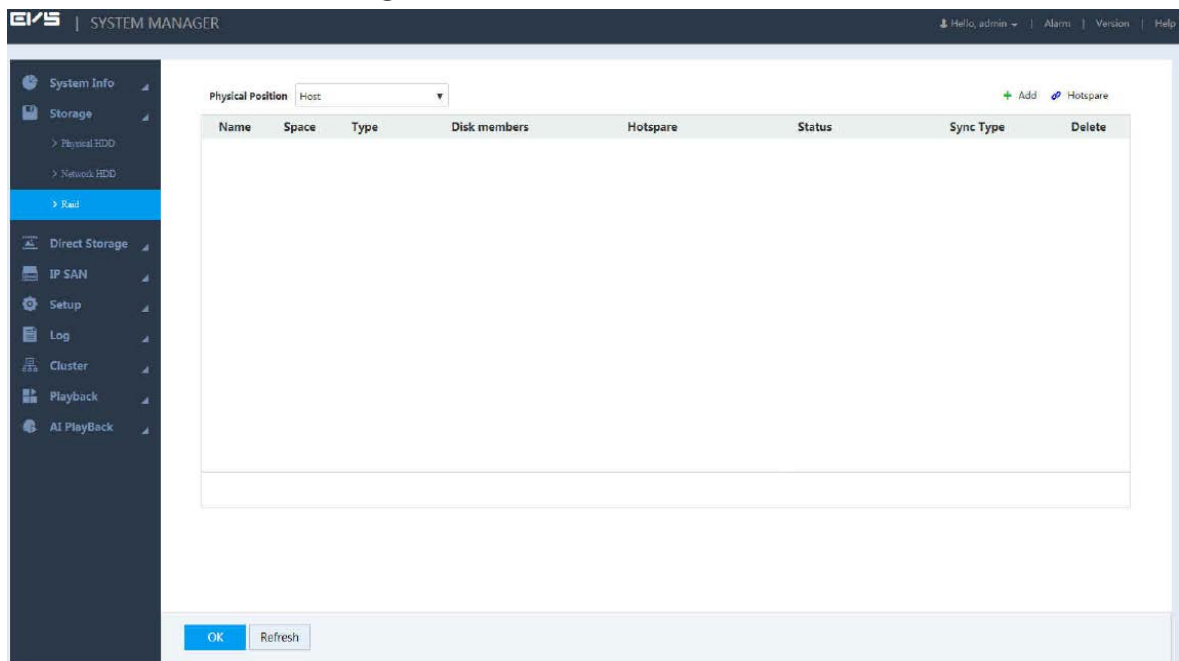 EVS | SYSTEM MANAGER
Hello, admin | Alarm | Version | Help
System Info
Storage
> Physical HDD
> Network HDD
> Raid
Direct Storage
IP SAN
Setup
Log
Cluster
Playback
AI PlayBack
Physical Position Host
+ Add Hotspare
Name Space Type Disk members Hotspare Status Sync Type Delete
OK Refresh